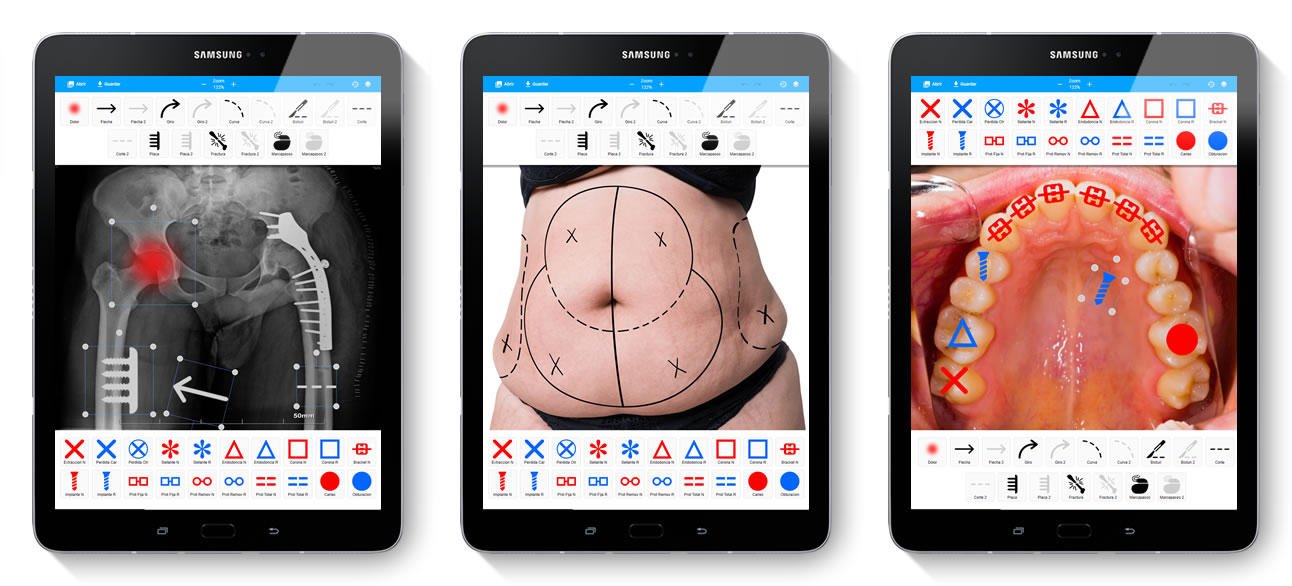 SAMSUNG
Abrir Guardar Zoom
Dolor Flecha Flecha 2 Giro Giro 2 Curva Curva 2 Bisturi Bisturi 2 Corte
Corte 2 Placa Placa 2 Fractura Fractura 2 Marcapasos Marcapasos 2
50mm
Extraccion N Perdida Car Perdida Otr Sellante N Sellante R Endodoncia N Endodoncia R Corona N Corona R Bracket N
Implante N Implante R Prot Fija N Prot Fija R Prot Remov N Prot Remov R Prot Total N Prot Total R Caries Obturacion
SAMSUNG
Abrir Guardar Zoom
Dolor Flecha Flecha 2 Giro Giro 2 Curva Curva 2 Bisturi Bisturi 2 Corte
Corte 2 Placa Placa 2 Fractura Fractura 2 Marcapasos Marcapasos 2
Extraccion N Perdida Car Perdida Otr Sellante N Sellante R Endodoncia N Endodoncia R Corona N Corona R Bracket N
Implante N Implante R Prot Fija N Prot Fija R Prot Remov N Prot Remov R Prot Total N Prot Total R Caries Obturacion
SAMSUNG
Abrir Guardar Zoom
Extraccion N Perdida Car Perdida Otr Sellante N Sellante R Endodoncia N Endodoncia R Corona N Corona R Bracket N
Implante N Implante R Prot Fija N Prot Fija R Prot Remov N Prot Remov R Prot Total N Prot Total R Caries Obturacion
Dolor Flecha Flecha 2 Giro Giro 2 Curva Curva 2 Bisturi Bisturi 2 Corte
Corte 2 Placa Placa 2 Fractura Fractura 2 Marcapasos Marcapasos 2